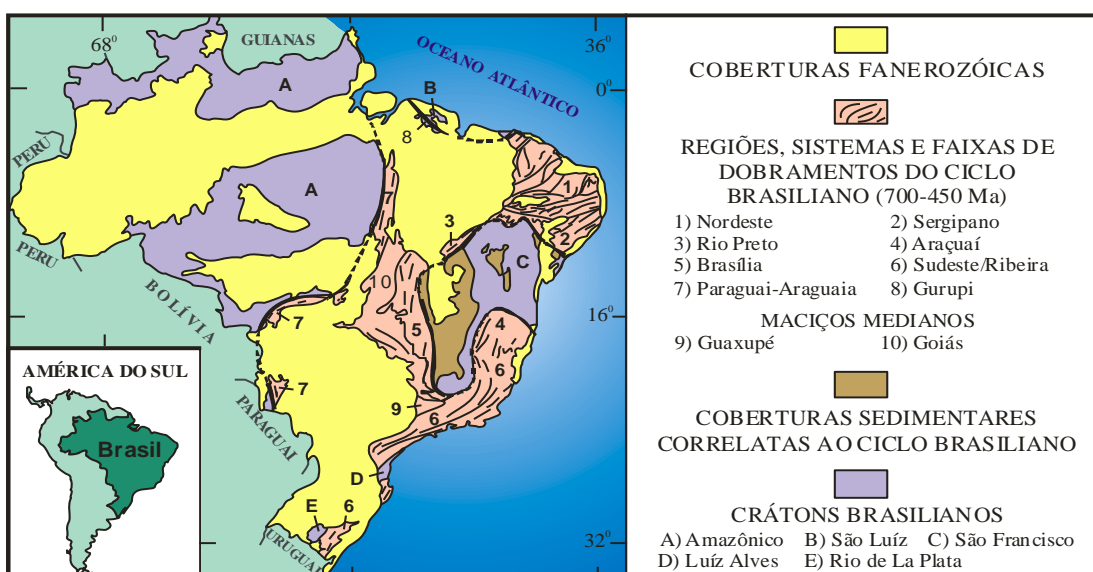 68°
GUIANAS
36°
OCEANO ATLÂNTICO
0°
A
B
8
PERU
A
7
1
3
2
PERU
C
10
BOLÍVIA
16°
7
5
4
6
AMÉRICA DO SUL
7
PARAGUAI
9
6
Brasil
D
E
6
URUGUAI
32°
COBERTURAS FANEROZÓICAS
REGIÕES, SISTEMAS E FAIXAS DE
DOBRAMENTOS DO CICLO
BRASILIANO (700-450 Ma)
1) Nordeste 2) Sergipano
3) Rio Preto 4) Araçuaí
5) Brasília 6) Sudeste/Ribeira
7) Paraguai-Araguaia 8) Gurupi
MACIÇOS MEDIANOS
9) Guaxupé 10) Goiás
COBERTURAS SEDIMENTARES
CORRELATAS AO CICLO BRASILIANO
CRÁTONS BRASILIANOS
A) Amazônico B) São Luíz C) São Francisco
D) Luíz Alves E) Rio de La Plata